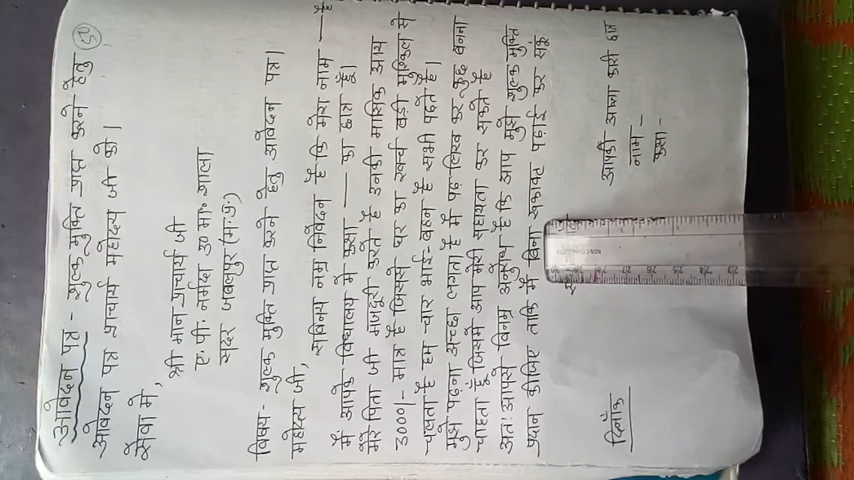 आवेदन पत्र - शुल्क मुक्ति प्राप्त करने हेतु
आवेदन पत्र प्राचार्य महोदय जी को।
सेवा में,
श्री मान प्राचार्य जी
ए. पी. नर्मदा उ० मा० शाला
सदर जबलपुर (म.प्र.)
विषय - शुल्क मुक्ति प्राप्त करने हेतु आवेदन पत्र।
महोदय जी,
सविनय नम्र निवेदन है कि मेरा नाम — है
मैं आपके विद्यालय में कक्षा — का छात्र हूँ।
मेरे पिता जी मजदूरी करते हैं उनकी मासिक आय
3000/- मात्र है जिससे घर का खर्च बड़ी मुश्किल से
चलता है हम चार भाई-बहन है सभी पढ़ते हैं।
मुझे पढ़ना अच्छा लगता है मैं पढ़-लिख कर कुछ बनना
चाहता हूँ जिसमें आप मेरी सहायता कर सकते हैं
अतः आपसे विनम्र अनुरोध है कि आप मुझे शुल्क मुक्ति
प्रदान कीजिए ताकि मैं बिना रुकावट पढ़ाई कर सकूं
दिनाँक
आपकी आज्ञा कारी छात्र
नाम -
कक्षा -